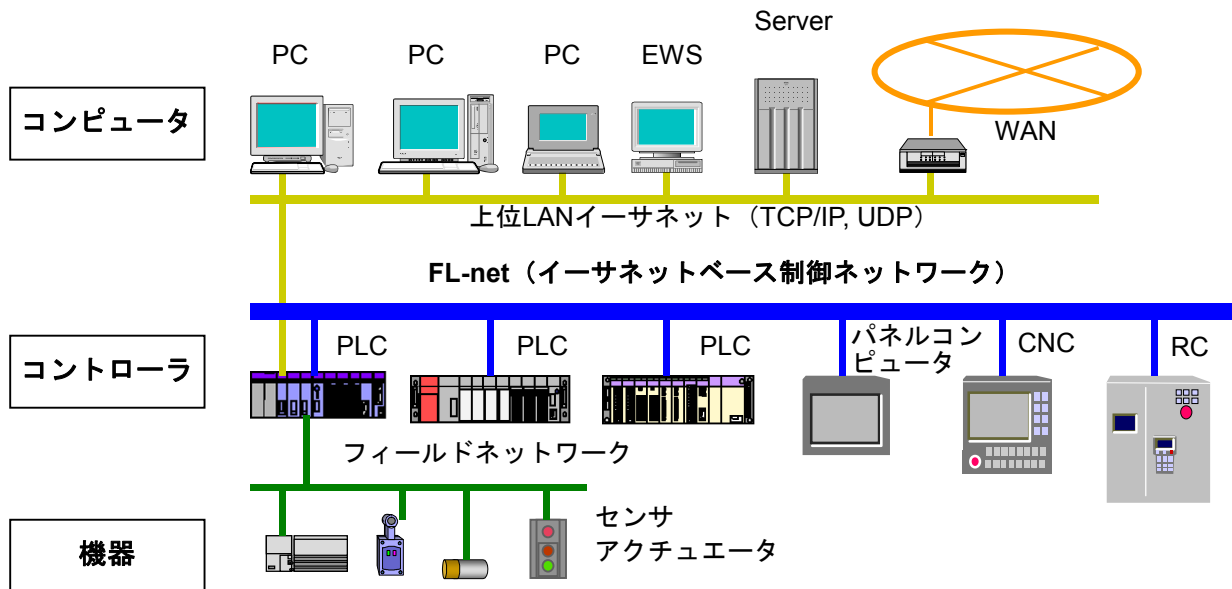 Server
PC
PC
PC
EWS
コンピュータ
WAN
上位LANイーサネット（TCP/IP, UDP）
FL-net（イーサネットベース制御ネットワーク）
コントローラ
PLC
PLC
PLC
パネルコン
ピュータ
CNC
RC
フィールドネットワーク
機器
センサ
アクチュエータ